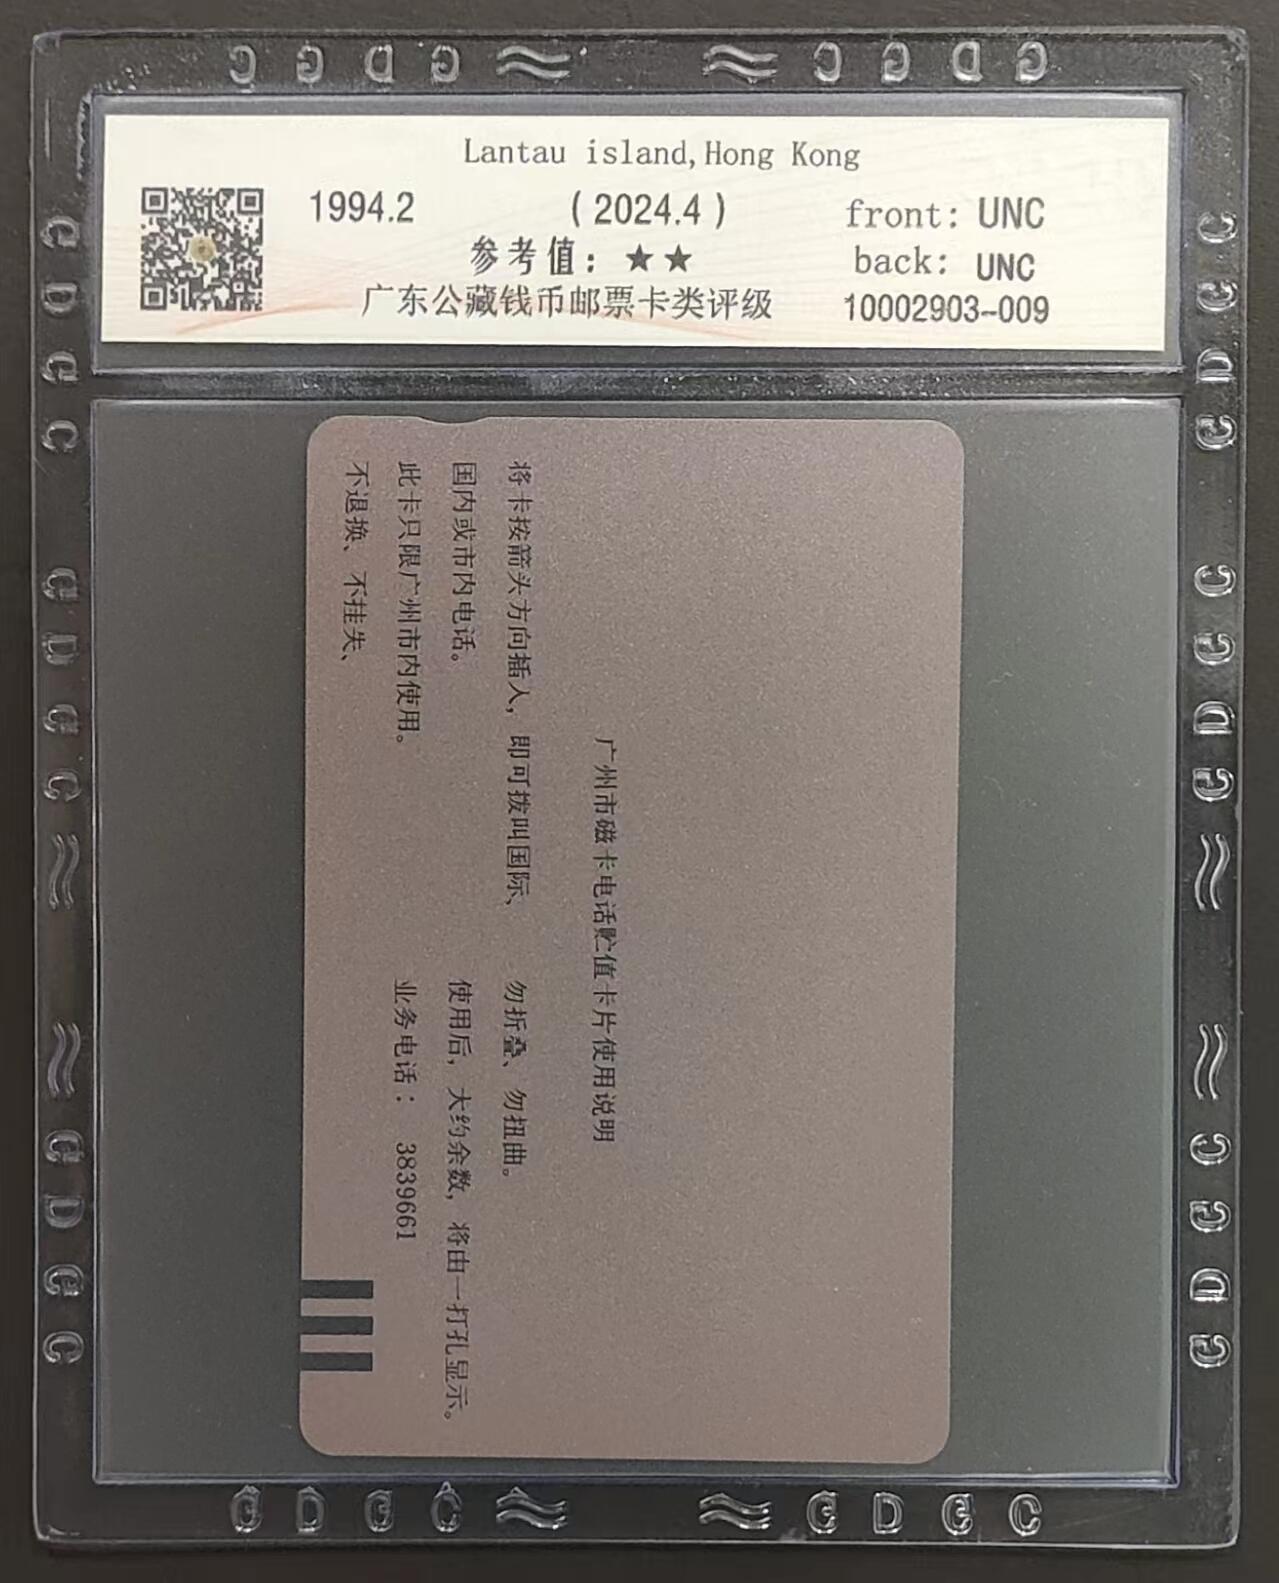 G D G C ≈ ≈ G D G C
Lantau island,Hong Kong
1994.2 (2024.4) front: UNC
参考值：★★ back: UNC
广东公藏钱币邮票卡类评级 10002903-009
广州市磁卡电话贮值卡片使用说明
将卡按箭头方向插入，即可拨叫国际、
国内或市内电话。
此卡只限广州市内使用。
不退换、不挂失、
勿折叠、勿扭曲。
使用后，大约余数，将由一打孔显示。
业务电话： 3839661
G D G C ≈ ≈ G D G C